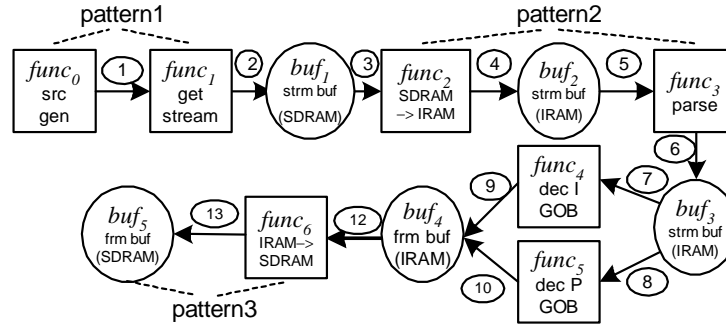 pattern1
pattern2
func₀
src
gen
1
func₁
get
stream
2
buf₁
strm buf
(SDRAM)
3
func₂
SDRAM
–> IRAM
4
buf₂
strm buf
(IRAM)
5
func₃
parse
6
buf₃
strm buf
(IRAM)
7
8
func₄
dec I
GOB
func₅
dec P
GOB
9
10
buf₄
frm buf
(IRAM)
12
func₆
IRAM–>
SDRAM
13
buf₅
frm buf
(SDRAM)
pattern3